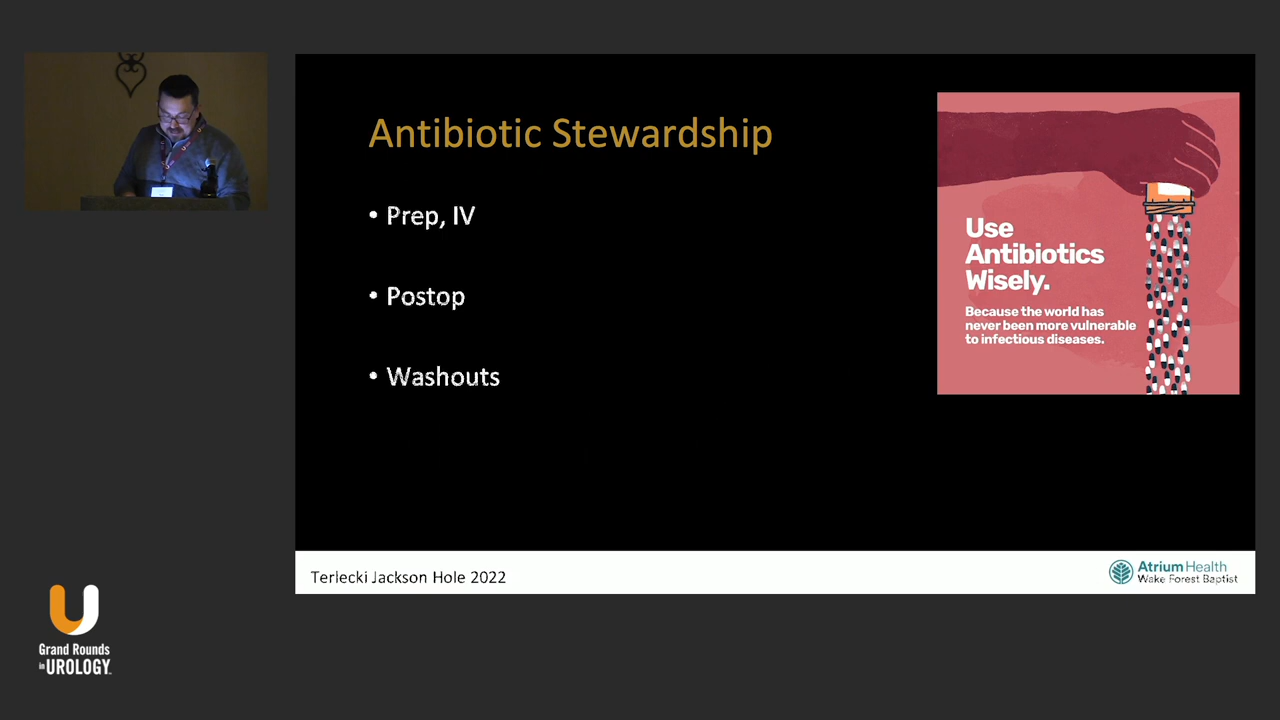 Antibiotic Stewardship
• Prep, IV
• Postop
• Washouts
Use
Antibiotics
Wisely.
Because the world has
never been more vulnerable
to infectious diseases.
Terlecki Jackson Hole 2022
Atrium Health
Wake Forest Baptist
Grand Rounds
in UROLOGY